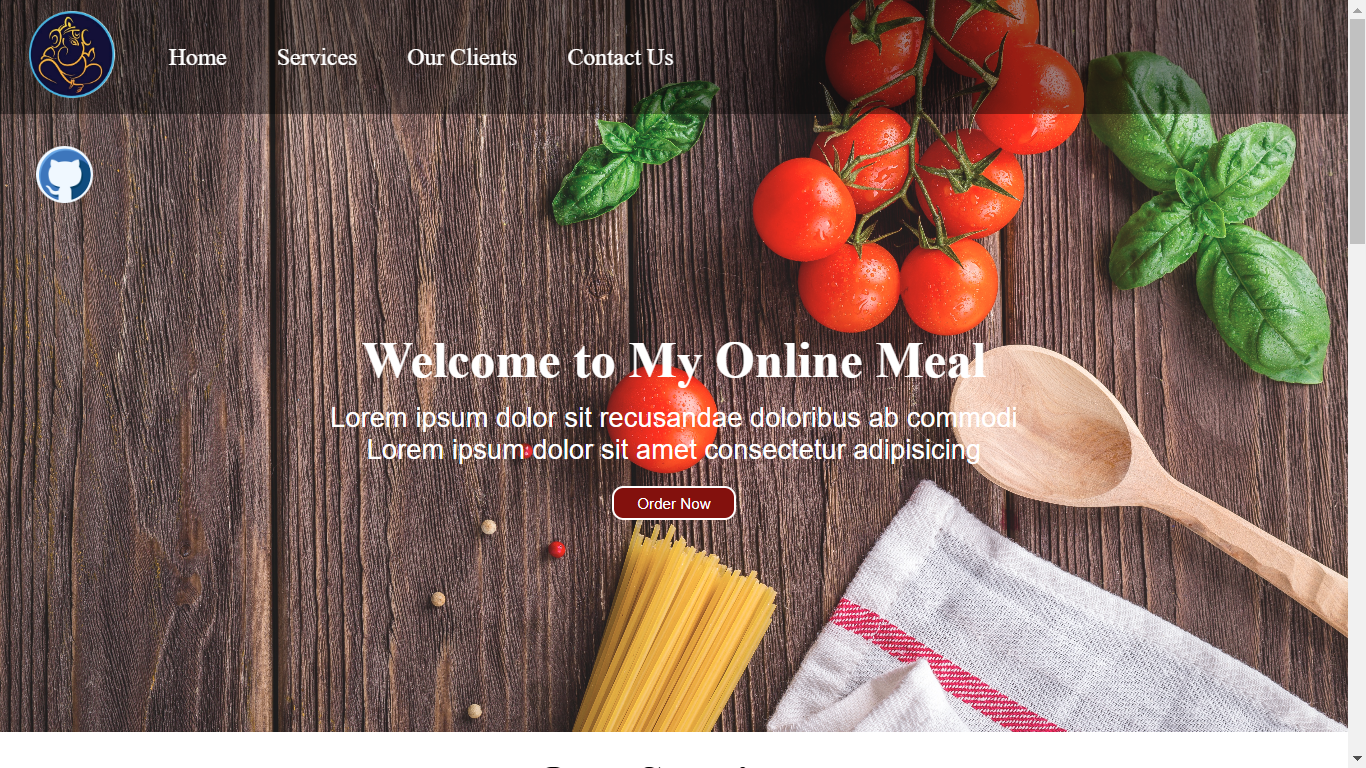 Home
Services
Our Clients
Contact Us
Welcome to My Online Meal
Lorem ipsum dolor sit recusandae doloribus ab commodi
Lorem ipsum dolor sit amet consectetur adipisicing
Order Now